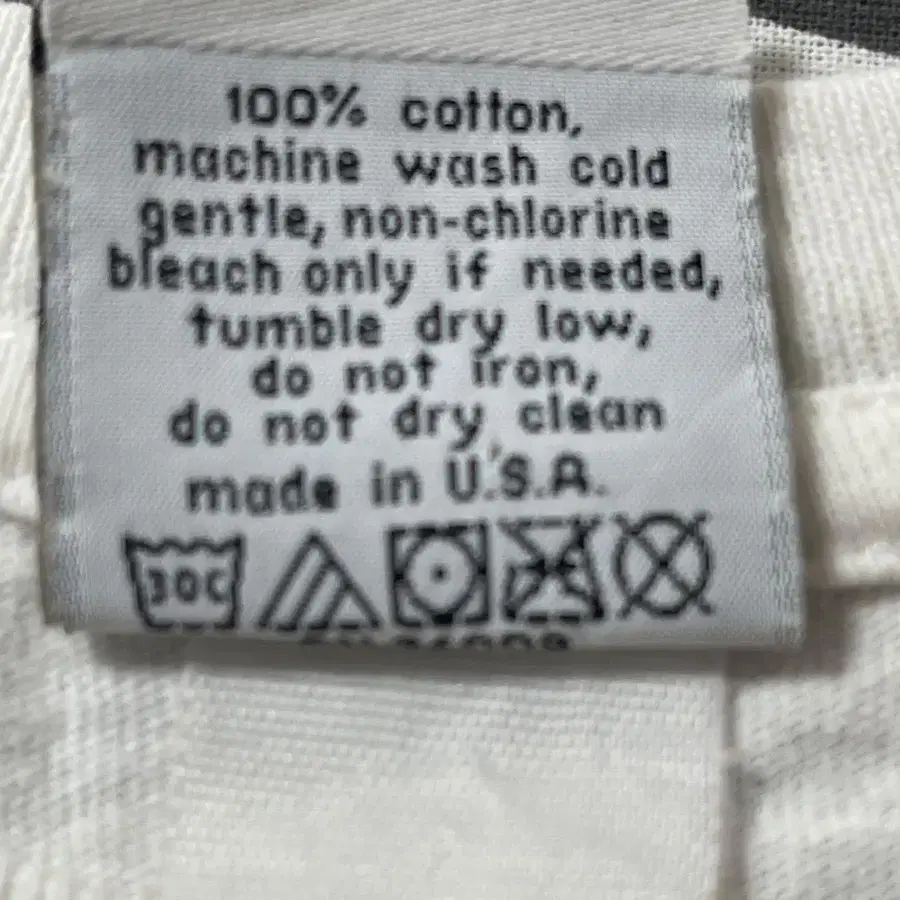 100% cotton,
machine wash cold
gentle, non-chlorine
bleach only if needed,
tumble dry low,
do not iron,
do not dry clean
made in U.S.A.
30C